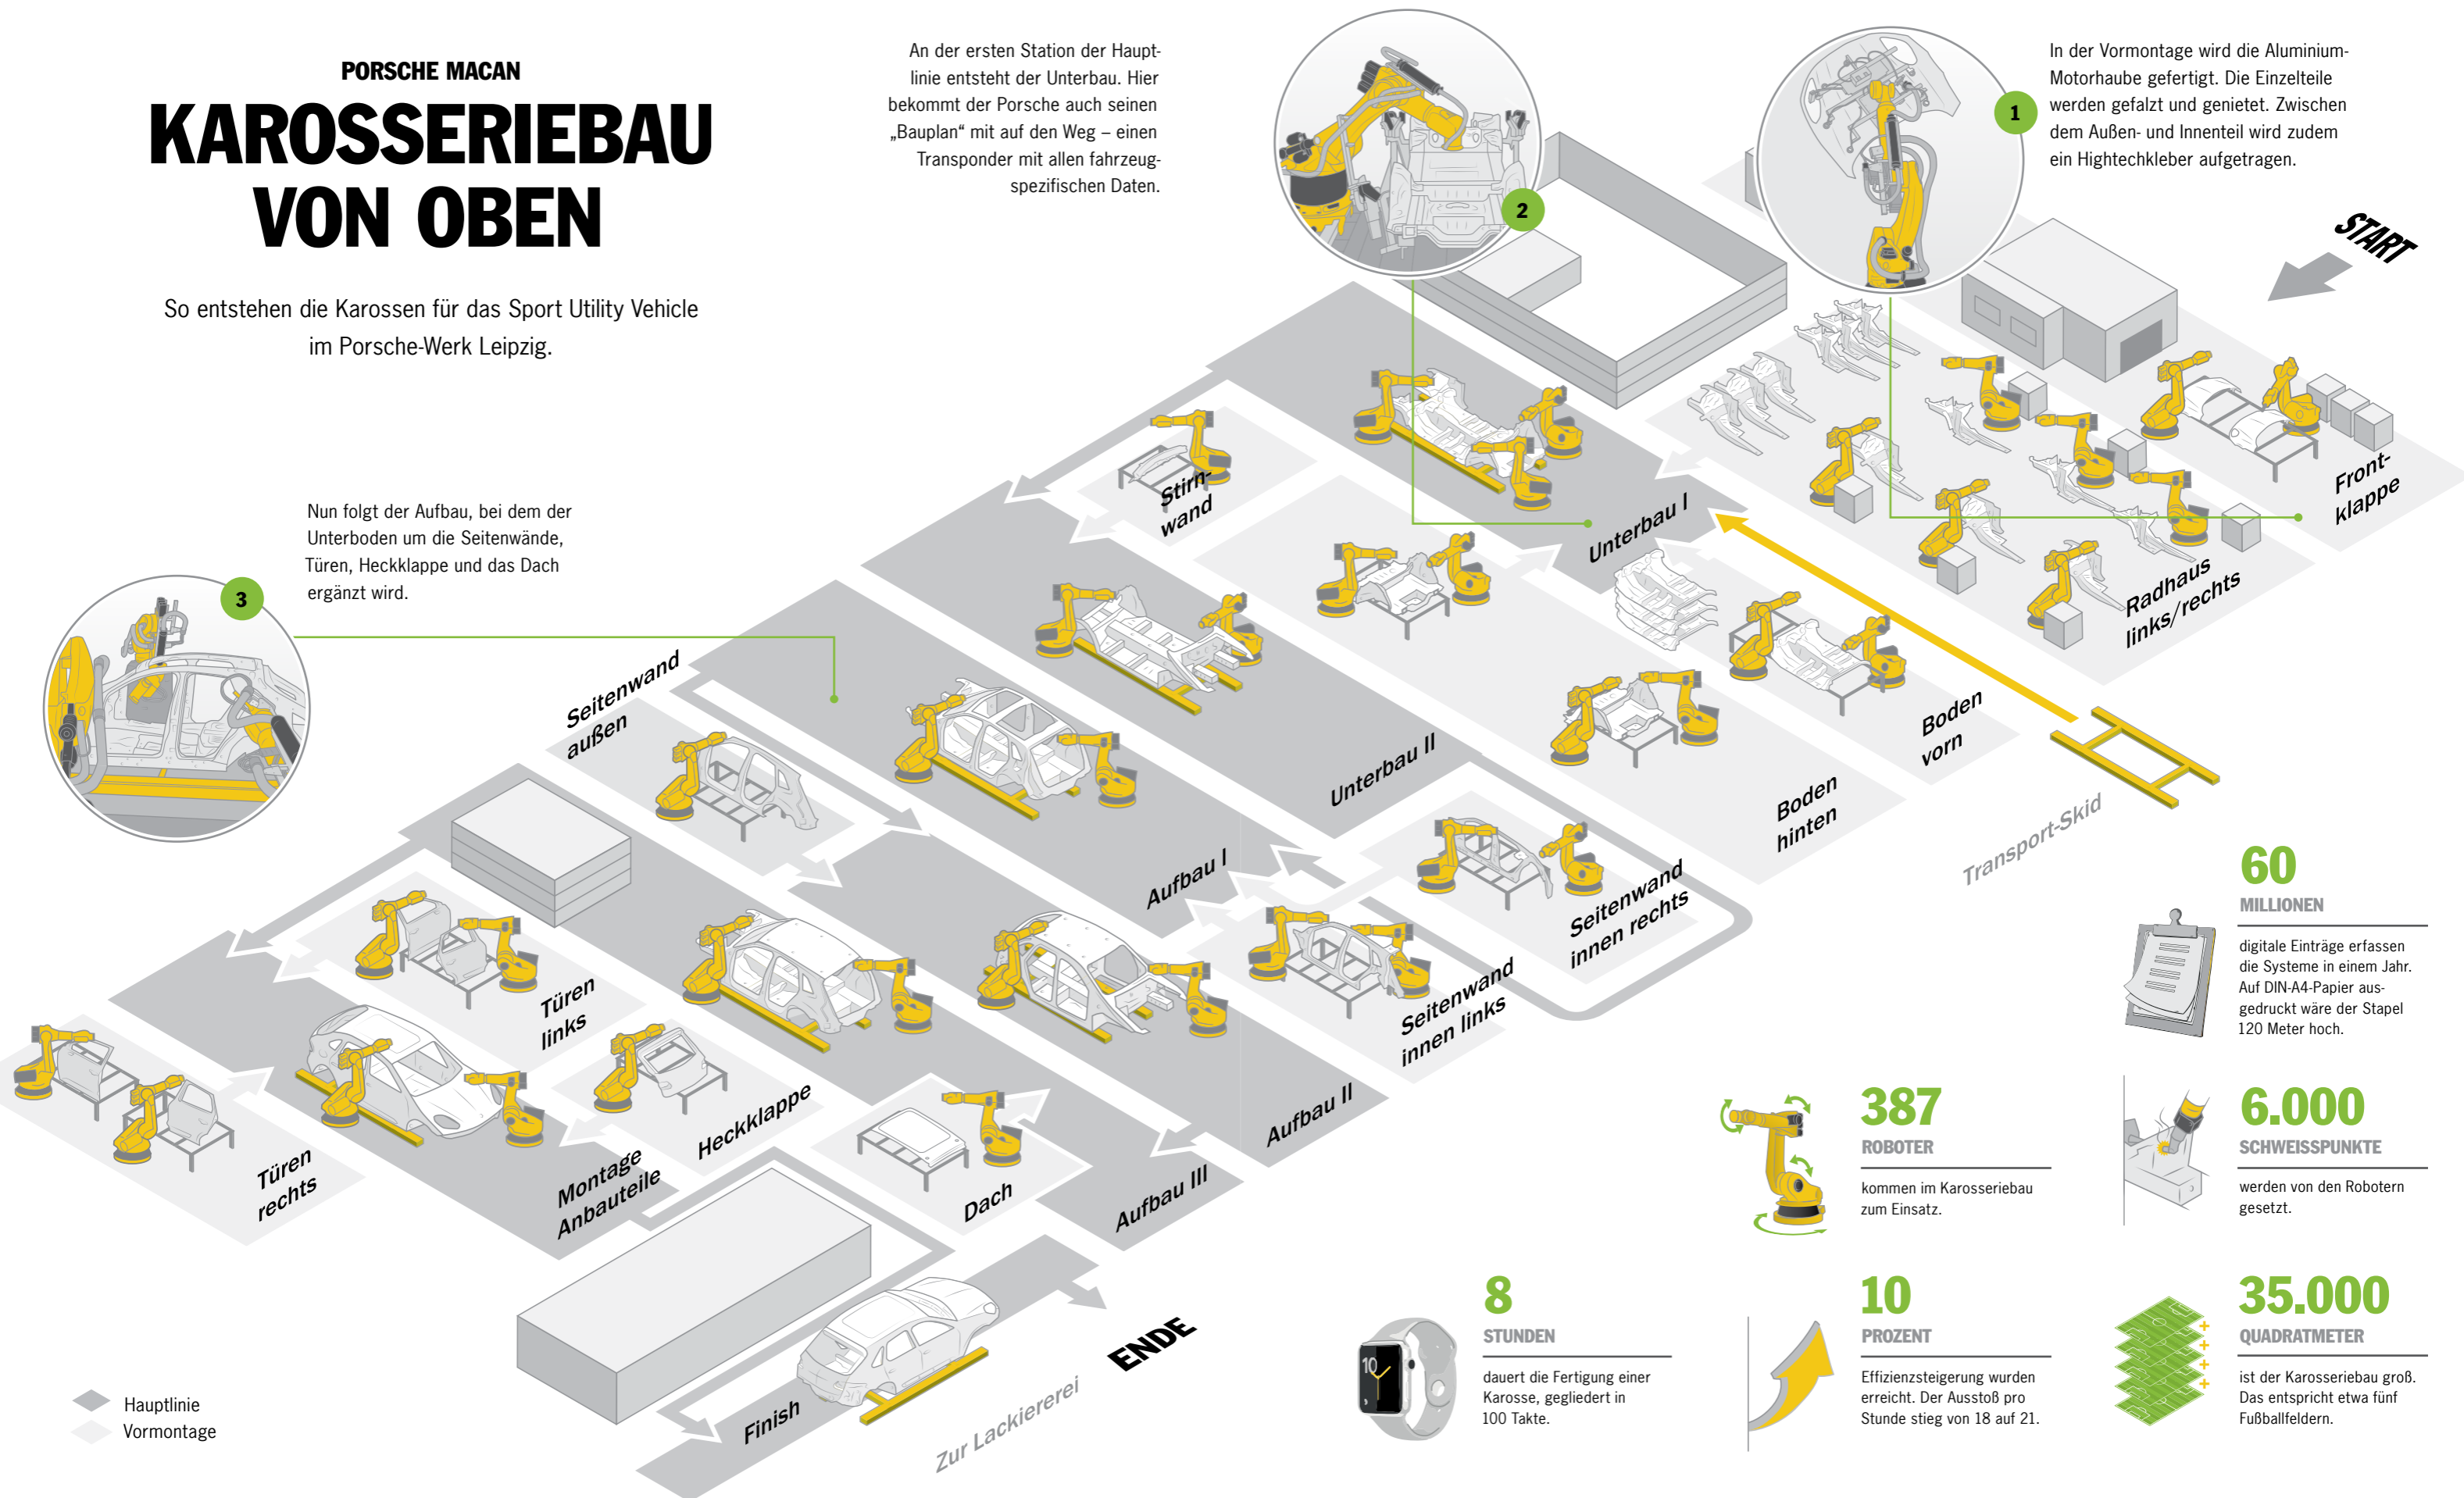 PORSCHE MACAN
KAROSSERIEBAU
VON OBEN
So entstehen die Karossen für das Sport Utility Vehicle
im Porsche-Werk Leipzig.
An der ersten Station der Haupt-
linie entsteht der Unterbau. Hier
bekommt der Porsche auch seinen
„Bauplan“ mit auf den Weg – einen
Transponder mit allen fahrzeug-
spezifischen Daten.
2
1
In der Vormontage wird die Aluminium-
Motorhaube gefertigt. Die Einzelteile
werden gefalzt und genietet. Zwischen
dem Außen- und Innenteil wird zudem
ein Hightechkleber aufgetragen.
START
Nun folgt der Aufbau, bei dem der
Unterboden um die Seitenwände,
Türen, Heckklappe und das Dach
ergänzt wird.
3
Front-
klappe
Radhaus
links/rechts
Stirn-
wand
Unterbau I
Boden
vorn
Boden
hinten
Transport-Skid
Unterbau II
Seitenwand
außen
Aufbau I
Seitenwand
innen rechts
Seitenwand
innen links
Aufbau II
Türen
links
Heckklappe
Dach
Aufbau III
Türen
rechts
Montage
Anbauteile
Finish
Zur Lackiererei
ENDE
Hauptlinie
Vormontage
60
MILLIONEN
digitale Einträge erfassen
die Systeme in einem Jahr.
Auf DIN-A4-Papier aus-
gedruckt wäre der Stapel
120 Meter hoch.
387
ROBOTER
kommen im Karosseriebau
zum Einsatz.
6.000
SCHWEISSPUNKTE
werden von den Robotern
gesetzt.
10
8
STUNDEN
dauert die Fertigung einer
Karosse, gegliedert in
100 Takte.
10
PROZENT
Effizienzsteigerung wurden
erreicht. Der Ausstoß pro
Stunde stieg von 18 auf 21.
35.000
QUADRATMETER
ist der Karosseriebau groß.
Das entspricht etwa fünf
Fußballfeldern.